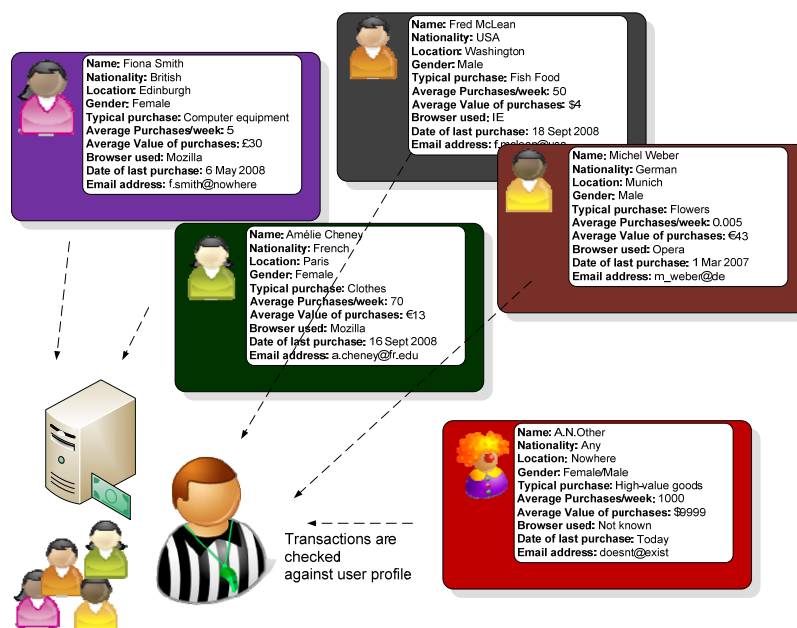 Name: Fiona Smith
Nationality: British
Location: Edinburgh
Gender: Female
Typical purchase: Computer equipment
Average Purchases/week: 5
Average Value of purchases: £30
Browser used: Mozilla
Date of last purchase: 6 May 2008
Email address: f.smith@nowhere
Name: Fred McLean
Nationality: USA
Location: Washington
Gender: Male
Typical purchase: Fish Food
Average Purchases/week: 50
Average Value of purchases: $4
Browser used: IE
Date of last purchase: 18 Sept 2008
Email address: f.mclean@usa
Name: Michel Weber
Nationality: German
Location: Munich
Gender: Male
Typical purchase: Flowers
Average Purchases/week: 0.005
Average Value of purchases: €43
Browser used: Opera
Date of last purchase: 1 Mar 2007
Email address: m_weber@de
Name: Amélie Cheney
Nationality: French
Location: Paris
Gender: Female
Typical purchase: Clothes
Average Purchases/week: 70
Average Value of purchases: €13
Browser used: Mozilla
Date of last purchase: 16 Sept 2008
Email address: a.cheney@fr.edu
Name: A.N.Other
Nationality: Any
Location: Nowhere
Gender: Female/Male
Typical purchase: High-value goods
Average Purchases/week: 1000
Average Value of purchases: $9999
Browser used: Not known
Date of last purchase: Today
Email address: doesnt@exist
Transactions are
checked
against user profile